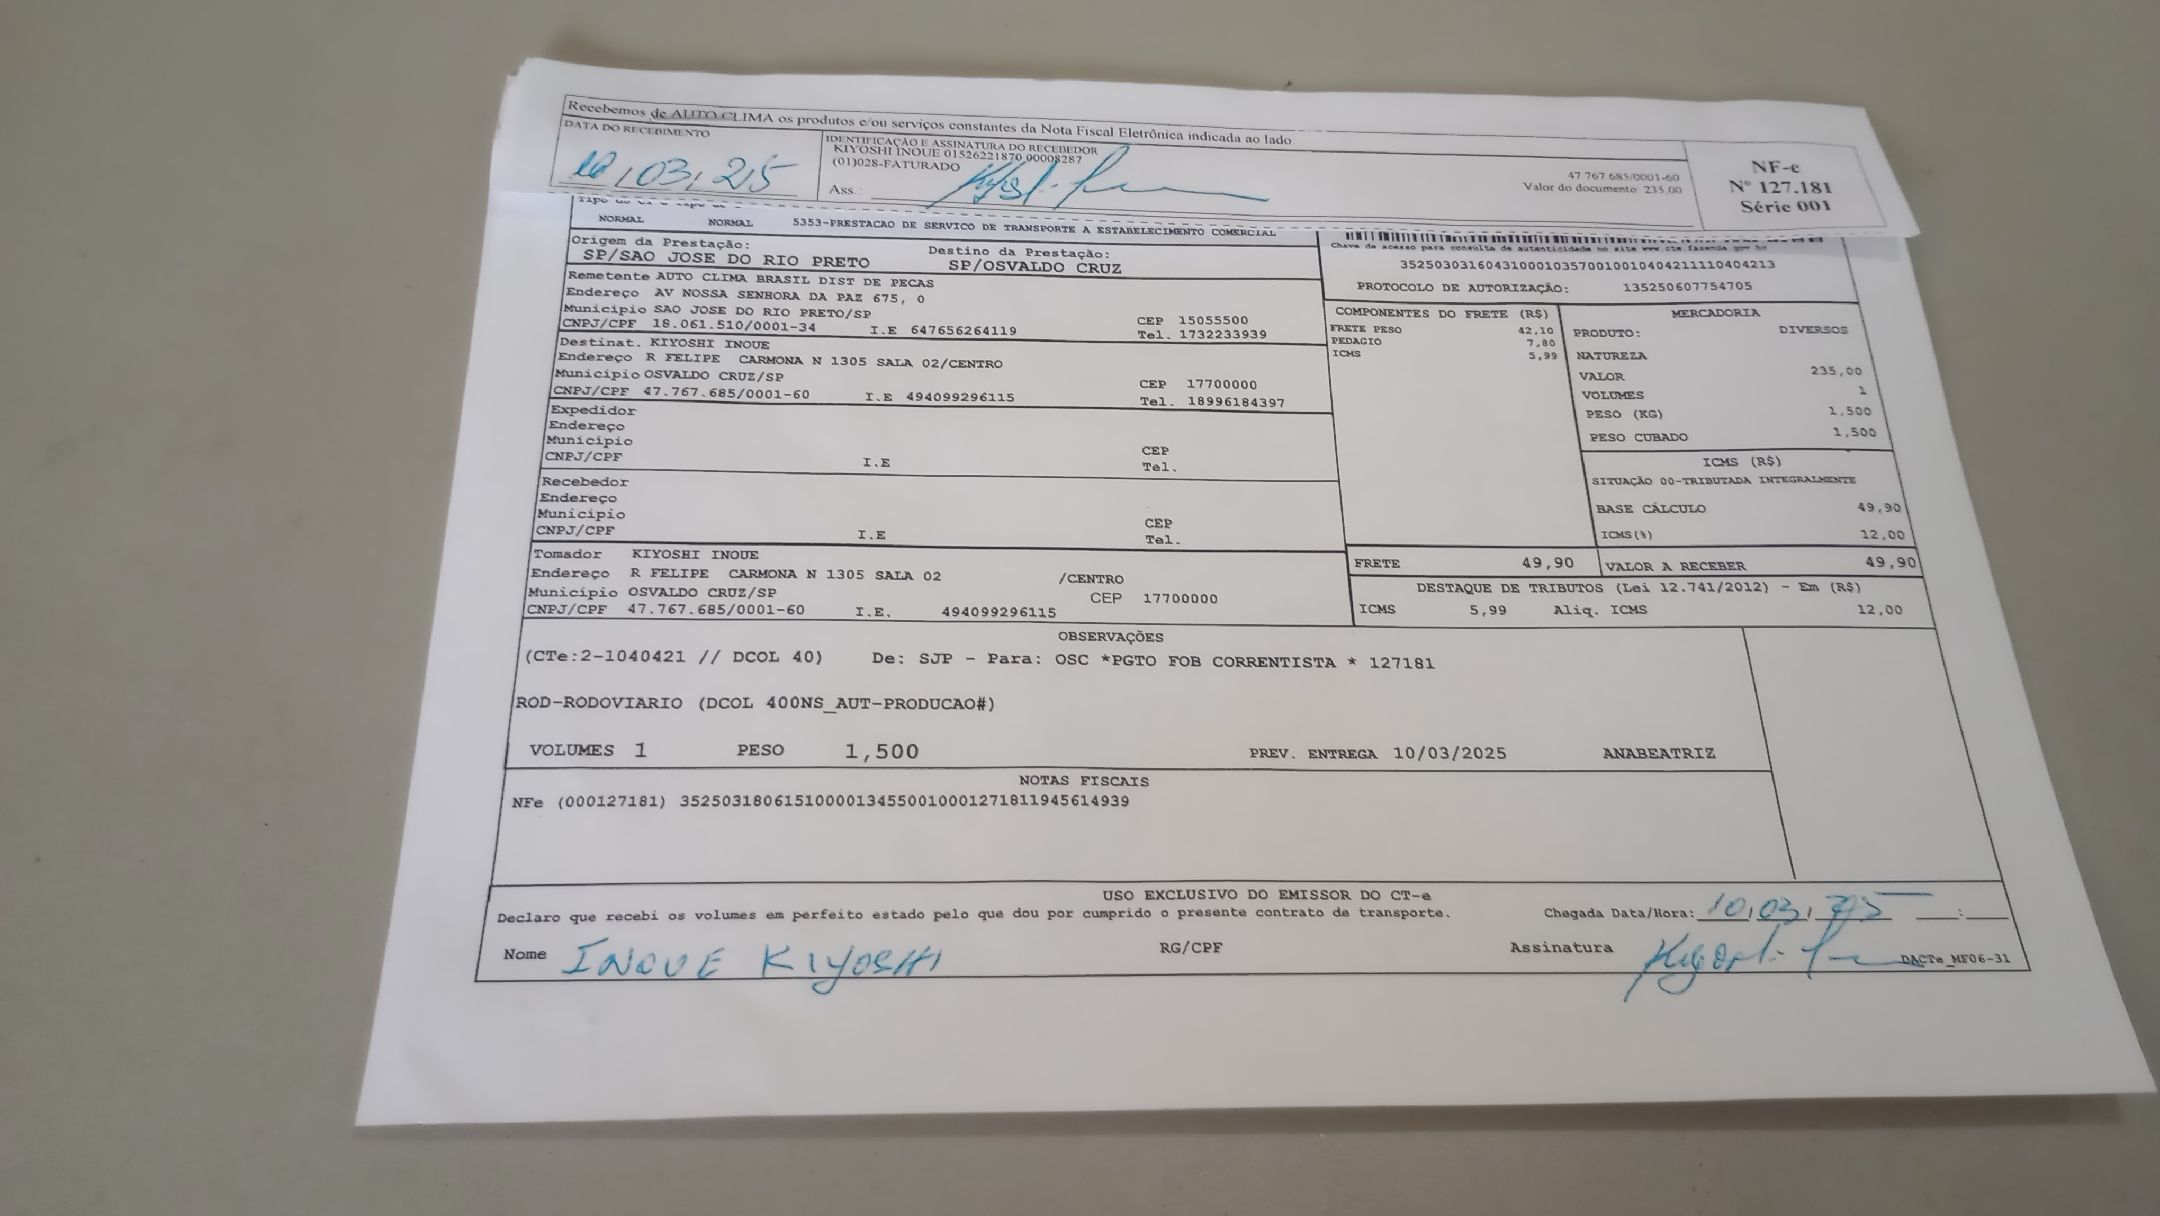 Recebemos de AUTO CLIMA os produtos e/ou serviços constantes da Nota Fiscal Eletrônica indicada ao lado
DATA DO RECEBIMENTO
10/03/25
IDENTIFICAÇÃO E ASSINATURA DO RECEBEDOR
KIYOSHI INOUE 01526221870 00008287
(01)028-FATURADO
Ass.:
47 767 685/0001-60
Valor do documento: 235,00
NF-e
Nº 127.181
Série 001
NORMAL NORMAL 5353-PRESTACAO DE SERVICO DE TRANSPORTE A ESTABELECIMENTO COMERCIAL
Origem da Prestação: Destino da Prestação:
SP/SAO JOSE DO RIO PRETO SP/OSVALDO CRUZ
Remetente AUTO CLIMA BRASIL DIST DE PECAS
Endereço AV NOSSA SENHORA DA PAZ 675, 0
Município SAO JOSE DO RIO PRETO/SP CEP 15055500
CNPJ/CPF 18.061.510/0001-34 I.E 647656264119 Tel. 1732233939
Destinat. KIYOSHI INOUE
Endereço R FELIPE CARMONA N 1305 SALA 02/CENTRO
Município OSVALDO CRUZ/SP CEP 17700000
CNPJ/CPF 47.767.685/0001-60 I.E 494099296115 Tel. 18996184397
Expedidor
Endereço
Município CEP
CNPJ/CPF I.E Tel.
Recebedor
Endereço
Município CEP
CNPJ/CPF I.E Tel.
Tomador KIYOSHI INOUE
Endereço R FELIPE CARMONA N 1305 SALA 02 /CENTRO
Município OSVALDO CRUZ/SP CEP 17700000
CNPJ/CPF 47.767.685/0001-60 I.E. 494099296115
Chave de acesso para consulta de autenticidade no site www.cte.fazenda.gov.br
35250303160431000103570010010404211110404213
PROTOCOLO DE AUTORIZAÇÃO: 135250607754705
COMPONENTES DO FRETE (R$)
FRETE PESO 42,10
PEDAGIO 7,80
ICMS 5,99
MERCADORIA
PRODUTO: DIVERSOS
NATUREZA
VALOR 235,00
VOLUMES 1
PESO (KG) 1,500
PESO CUBADO 1,500
ICMS (R$)
SITUAÇÃO 00-TRIBUTADA INTEGRALMENTE
BASE CÁLCULO 49,90
ICMS(%) 12,00
FRETE 49,90 VALOR A RECEBER 49,90
DESTAQUE DE TRIBUTOS (Lei 12.741/2012) - Em (R$)
ICMS 5,99 Aliq. ICMS 12,00
OBSERVAÇÕES
(CTe:2-1040421 // DCOL 40) De: SJP - Para: OSC *PGTO FOB CORRENTISTA * 127181
ROD-RODOVIARIO (DCOL 400NS_AUT-PRODUCAO#)
VOLUMES 1 PESO 1,500 PREV. ENTREGA 10/03/2025 ANABEATRIZ
NOTAS FISCAIS
NFe (000127181) 35250318061510000134550010001271811945614939
USO EXCLUSIVO DO EMISSOR DO CT-e
Declaro que recebi os volumes em perfeito estado pelo que dou por cumprido o presente contrato de transporte. Chegada Data/Hora: 10/03/25 __:__
Nome INOUE KIYOSHI RG/CPF Assinatura
DACTe_MF06-31